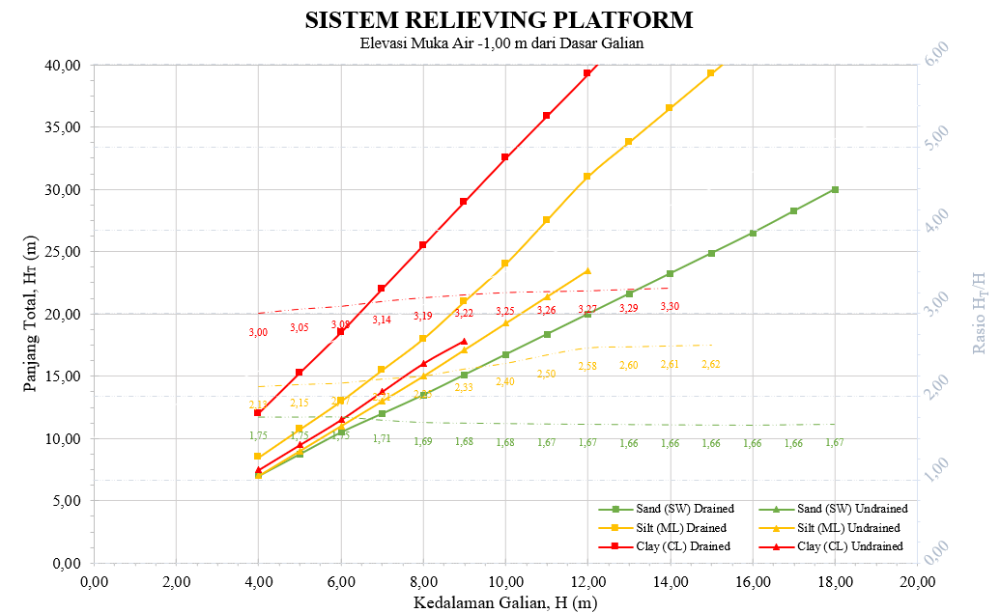 SISTEM RELIEVING PLATFORM
Elevasi Muka Air -1,00 m dari Dasar Galian
40,00
35,00
30,00
25,00
20,00
15,00
10,00
5,00
0,00
Panjang Total, HT (m)
6,00
5,00
4,00
3,00
2,00
1,00
0,00
Rasio HT/H
3,00 3,05 3,08 3,14 3,19 3,22 3,25 3,26 3,27 3,29 3,30
2,13 2,15 2,33 2,40 2,50 2,58 2,60 2,61 2,62
1,75 1,75 1,75 1,71 1,69 1,68 1,68 1,67 1,67 1,66 1,66 1,66 1,66 1,66 1,67
Sand (SW) Drained Sand (SW) Undrained
Silt (ML) Drained Silt (ML) Undrained
Clay (CL) Drained Clay (CL) Undrained
0,00 2,00 4,00 6,00 8,00 10,00 12,00 14,00 16,00 18,00 20,00
Kedalaman Galian, H (m)